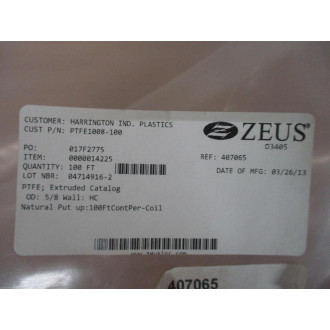 CUSTOMER: HARRINGTON IND. PLASTICS
CUST P/N: PTFE1008-100
ZEUS®
D3405
PO: 017F2775
ITEM: 0000014225
QUANTITY: 100 FT
LOT NBR: 04714916-2
REF: 407065
DATE OF MFG: 03/26/13
PTFE; Extruded Catalog
OD: 5/8 Wall: HC
Natural Put up:100FtContPer-Coil
407065